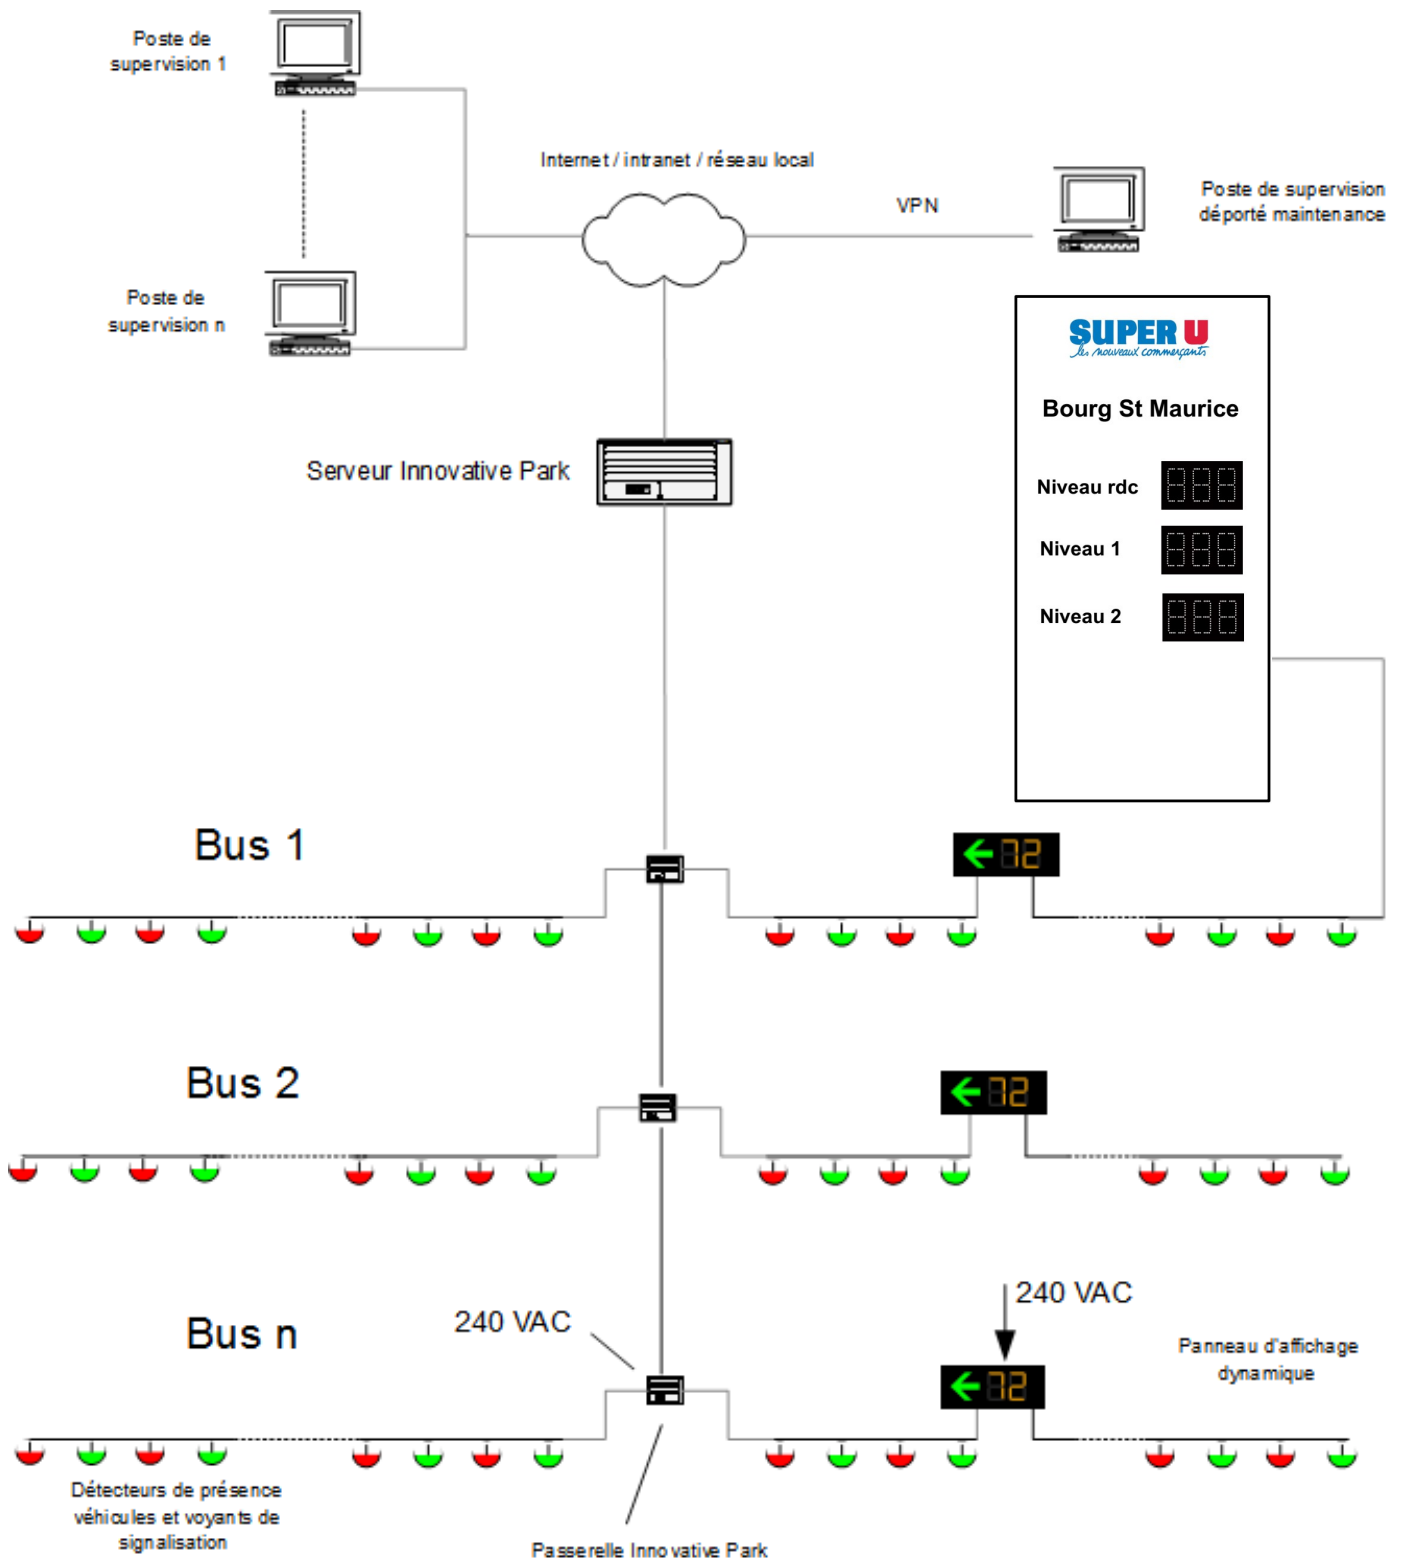 Poste de
supervision 1
Internet / intranet / réseau local
VPN
Poste de supervision
déporté maintenance
Poste de
supervision n
SUPER U
les nouveaux commerçants
Bourg St Maurice
Serveur Innovative Park
Niveau rdc
Niveau 1
Niveau 2
Bus 1
72
Bus 2
72
Bus n
240 VAC
240 VAC
Panneau d'affichage
dynamique
72
Détecteurs de présence
véhicules et voyants de
signalisation
Passerelle Innovative Park